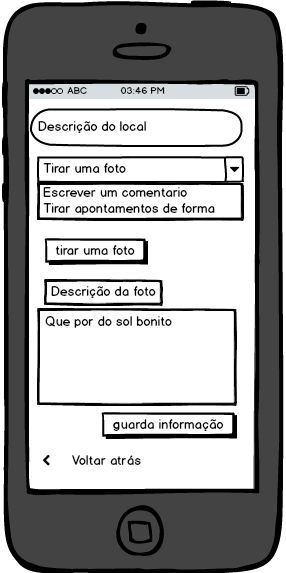 ABC 03:46 PM
Descrição do local
Tirar uma foto
Escrever um comentario
Tirar apontamentos de forma
tirar uma foto
Descrição da foto
Que por do sol bonito
guarda informação
Voltar atrás